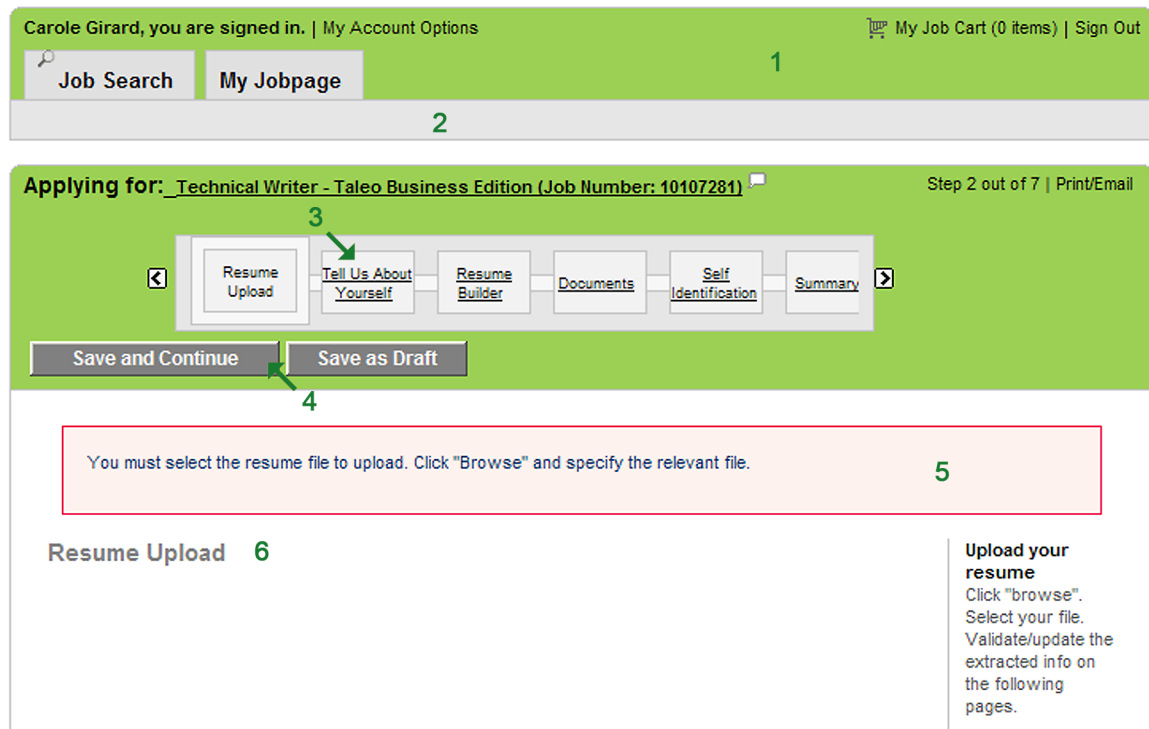 Carole Girard, you are signed in. | My Account Options
My Job Cart (0 items) | Sign Out
1
Job Search
My Jobpage
2
Applying for: Technical Writer - Taleo Business Edition (Job Number: 10107281)
Step 2 out of 7 | Print/Email
3
Resume
Upload
Tell Us About
Yourself
Resume
Builder
Documents
Self
Identification
Summary
Save and Continue
Save as Draft
4
You must select the resume file to upload. Click "Browse" and specify the relevant file.
5
Resume Upload
6
Upload your
resume
Click "browse".
Select your file.
Validate/update the
extracted info on
the following
pages.